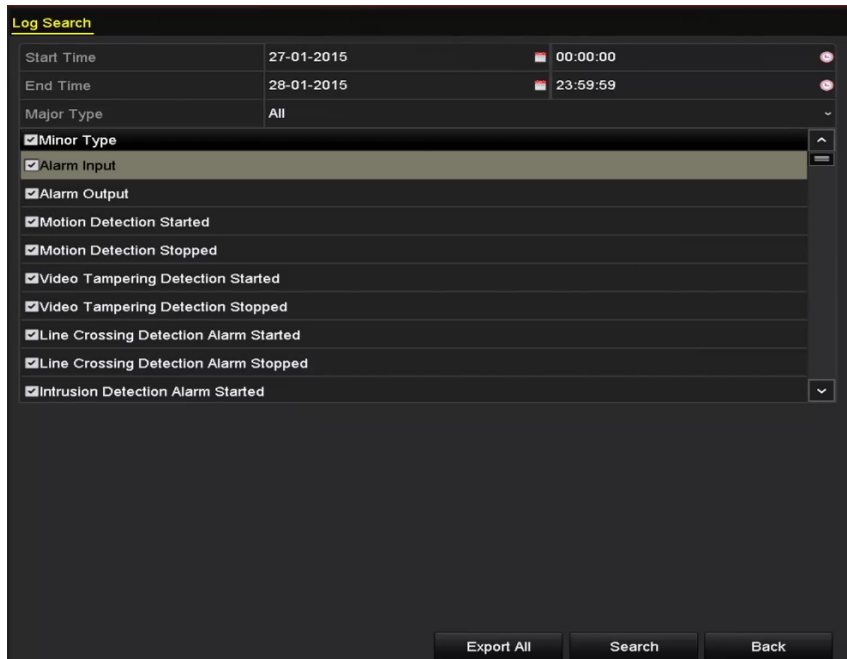 Log Search
Start Time 27-01-2015 00:00:00
End Time 28-01-2015 23:59:59
Major Type All
Minor Type
Alarm Input
Alarm Output
Motion Detection Started
Motion Detection Stopped
Video Tampering Detection Started
Video Tampering Detection Stopped
Line Crossing Detection Alarm Started
Line Crossing Detection Alarm Stopped
Intrusion Detection Alarm Started
Export All Search Back